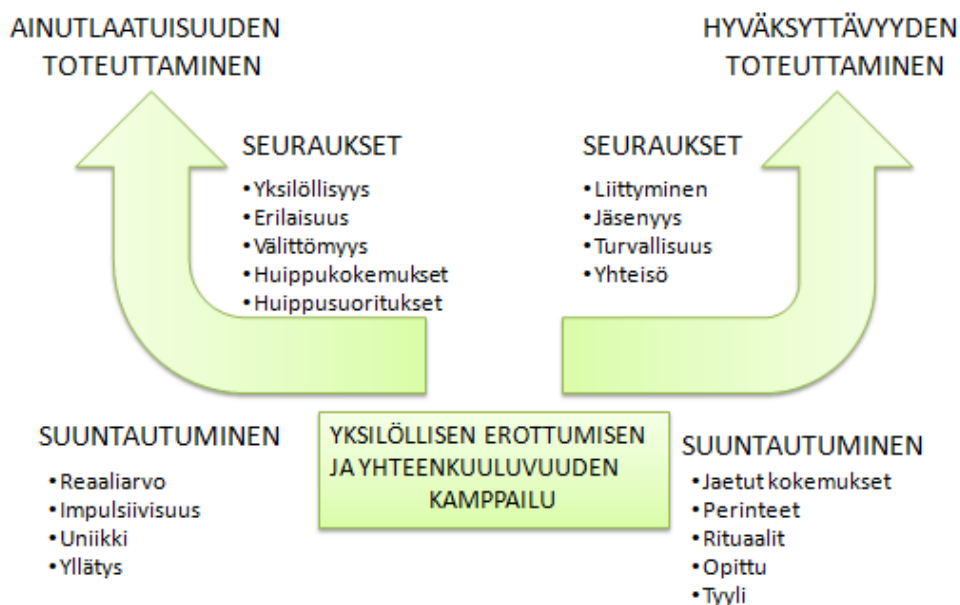 AINUTLAATUISUUDEN
TOTEUTTAMINEN
HYVÄKSYTTÄVYYDEN
TOTEUTTAMINEN
SEURAUKSET
• Yksilöllisyys
• Erilaisuus
• Välittömyys
• Huippukokemukset
• Huippusuoritukset
SEURAUKSET
• Liittyminen
• Jäsenyys
• Turvallisuus
• Yhteisö
SUUNTAUTUMINEN
• Reaaliarvo
• Impulsiivisuus
• Uniikki
• Yllätys
YKSILÖLLISEN EROTTUMISEN
JA YHTEENKUULUVUUDEN
KAMPPAILU
SUUNTAUTUMINEN
• Jaetut kokemukset
• Perinteet
• Rituaalit
• Opittu
• Tyyli